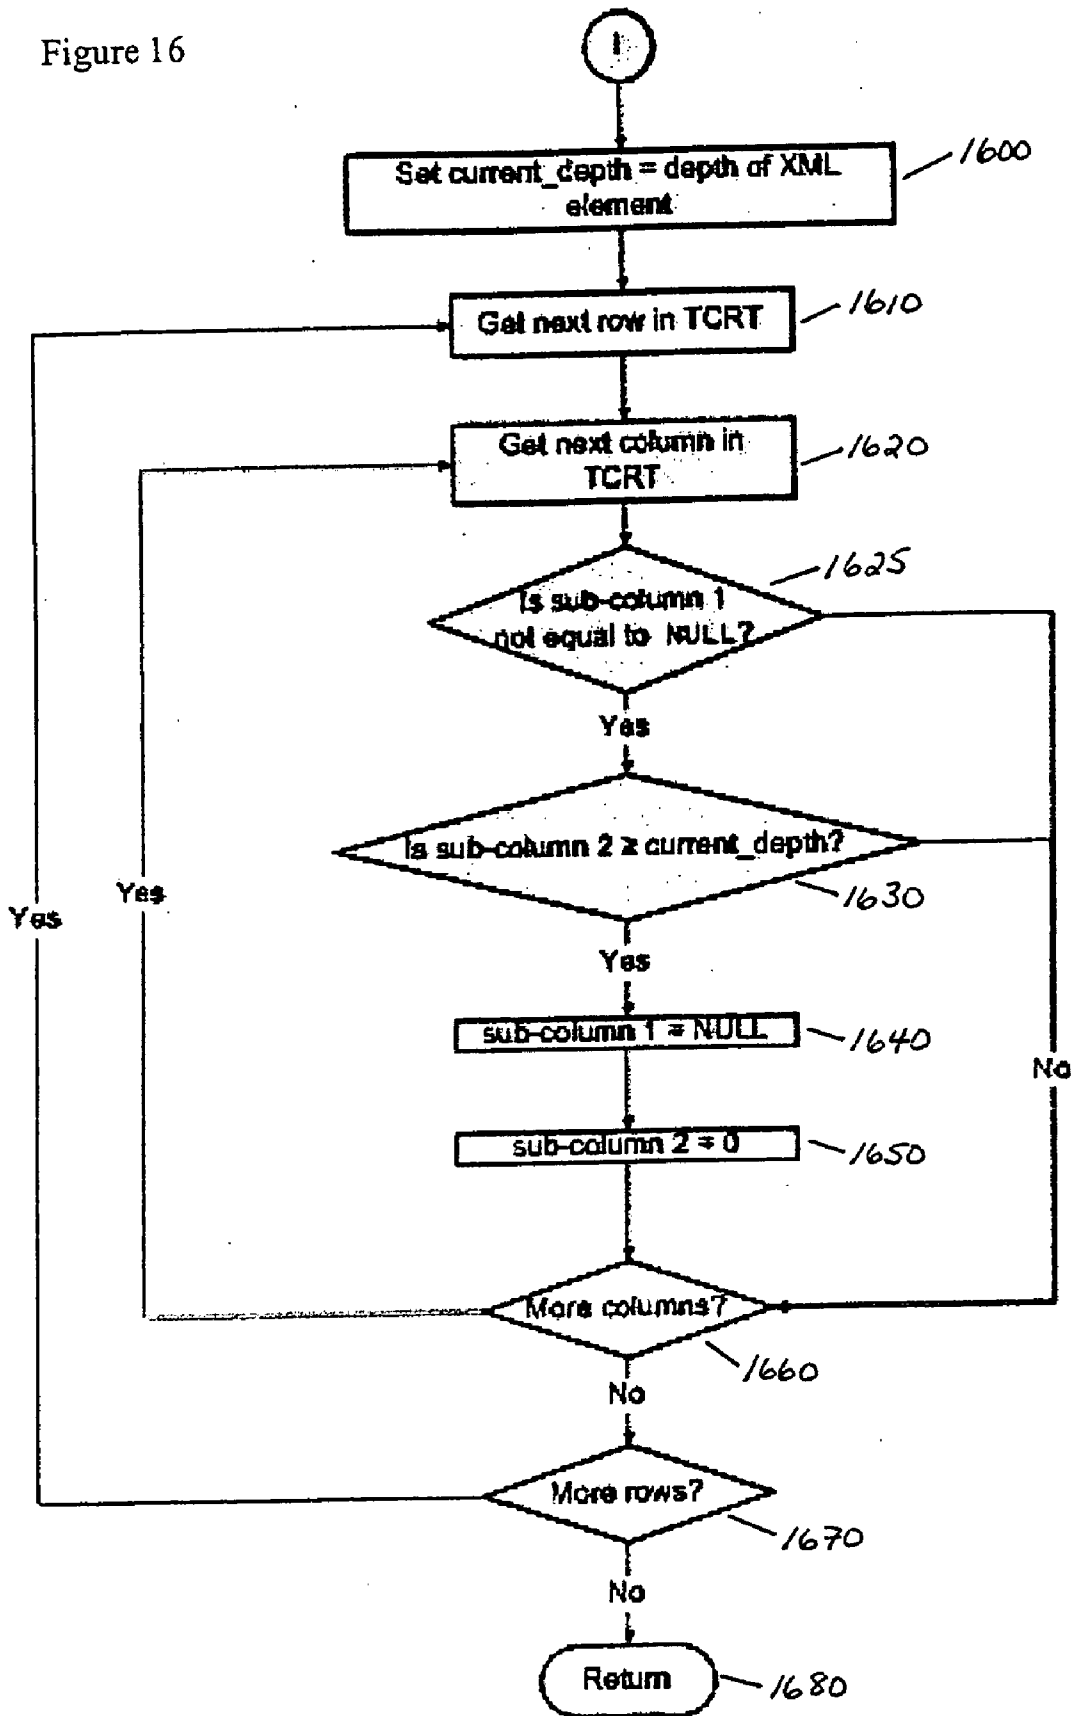 Figure 16
I
Set current_depth = depth of XML
element
1600
Get next row in TCRT
1610
Get next column in
TCRT
1620
Is sub-column 1
not equal to NULL?
1625
Yes
Is sub-column 2 ≥ current_depth?
1630
Yes
Yes
Yes
sub-column 1 = NULL
1640
No
sub-column 2 = 0
1650
More columns?
1660
No
More rows?
1670
No
Return
1680